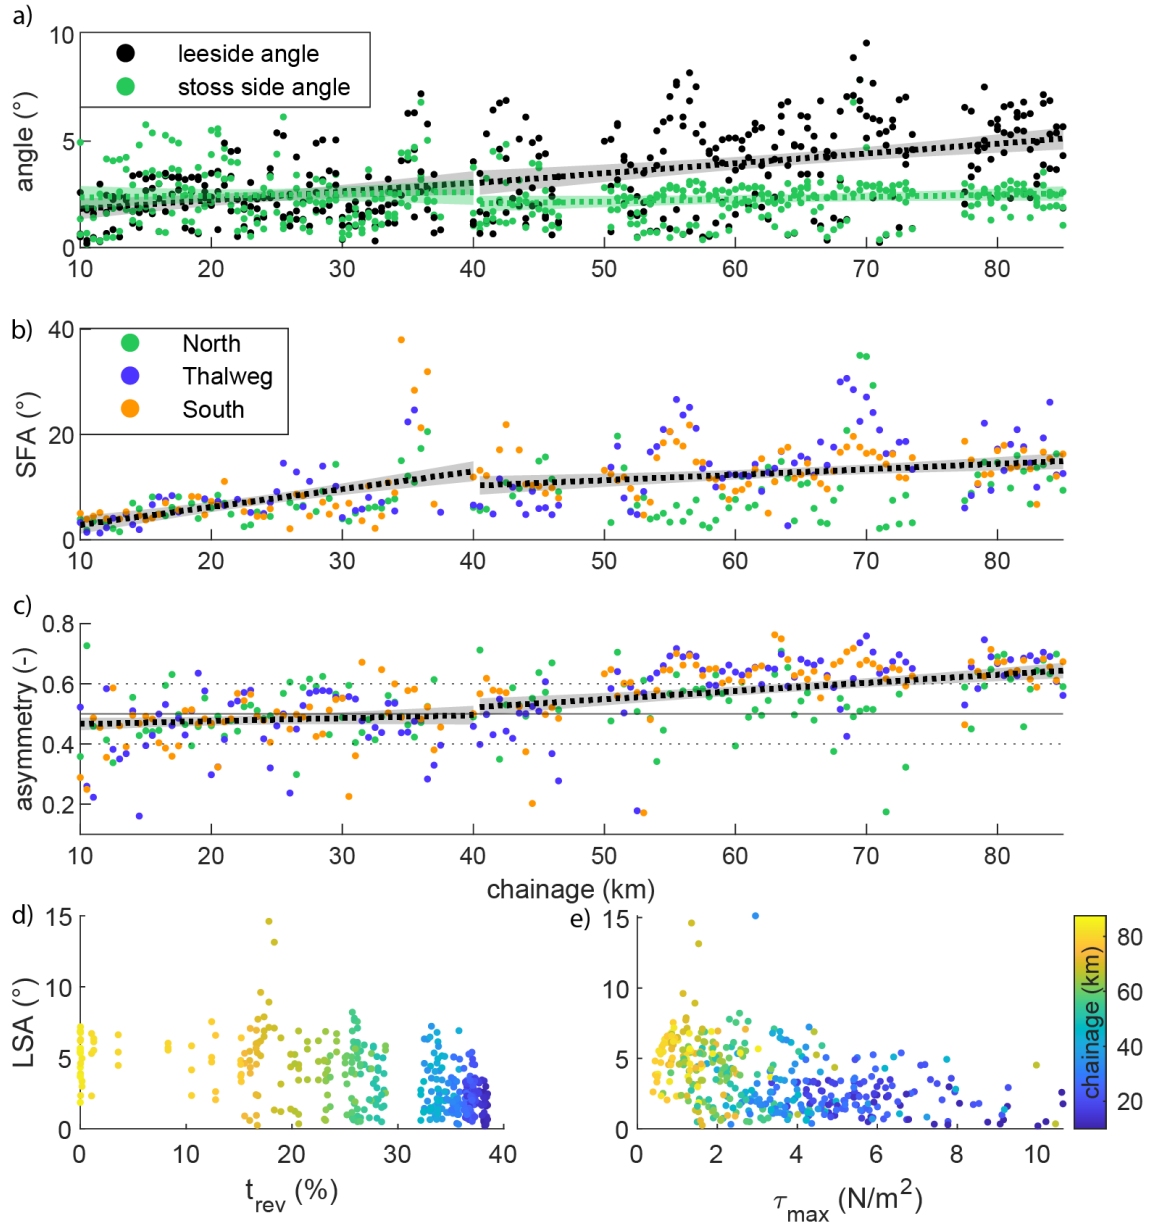 a)
10
5
0
angle (°)
leeside angle
stoss side angle
10 20 30 40 50 60 70 80
b)
40
20
0
SFA (°)
North
Thalweg
South
10 20 30 40 50 60 70 80
c)
0.8
0.6
0.4
0.2
asymmetry (-)
10 20 30 40 50 60 70 80
chainage (km)
d)
15
10
5
0
LSA (°)
0 10 20 30 40
t_rev (%)
e)
15
10
5
0
0 2 4 6 8 10
τ_max (N/m²)
80
60
40
20
chainage (km)